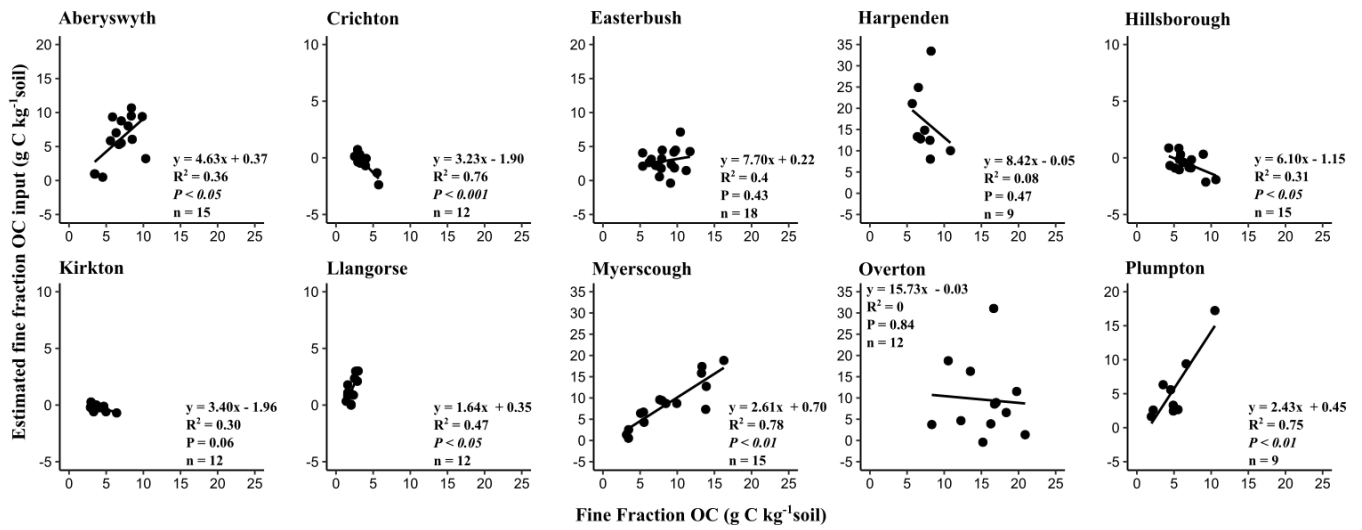 Aberyswyth
20
15
10
5
0
-5
0 5 10 15 20 25
y = 4.63x + 0.37
R² = 0.36
P < 0.05
n = 15
Crichton
10
5
0
-5
0 5 10 15 20 25
y = 3.23x - 1.90
R² = 0.76
P < 0.001
n = 12
Easterbush
20
15
10
5
0
-5
0 5 10 15 20 25
y = 7.70x + 0.22
R² = 0.4
P = 0.43
n = 18
Harpenden
35
30
25
20
15
10
5
0
-5
0 5 10 15 20 25
y = 8.42x - 0.05
R² = 0.08
P = 0.47
n = 9
Hillsborough
10
5
0
-5
0 5 10 15 20 25
y = 6.10x - 1.15
R² = 0.31
P < 0.05
n = 15
Kirkton
10
5
0
-5
0 5 10 15 20 25
y = 3.40x - 1.96
R² = 0.30
P = 0.06
n = 12
Llangorse
10
5
0
-5
0 5 10 15 20 25
y = 1.64x + 0.35
R² = 0.47
P < 0.05
n = 12
Myerscough
35
30
25
20
15
10
5
0
-5
0 5 10 15 20 25
y = 2.61x + 0.70
R² = 0.78
P < 0.01
n = 15
Overton
35
30
25
20
15
10
5
0
-5
0 5 10 15 20 25
y = 15.73x - 0.03
R² = 0
P = 0.84
n = 12
Plumpton
20
15
10
5
0
-5
0 5 10 15 20 25
y = 2.43x + 0.45
R² = 0.75
P < 0.01
n = 9
Estimated fine fraction OC input (g C kg⁻¹soil)
Fine Fraction OC (g C kg⁻¹soil)